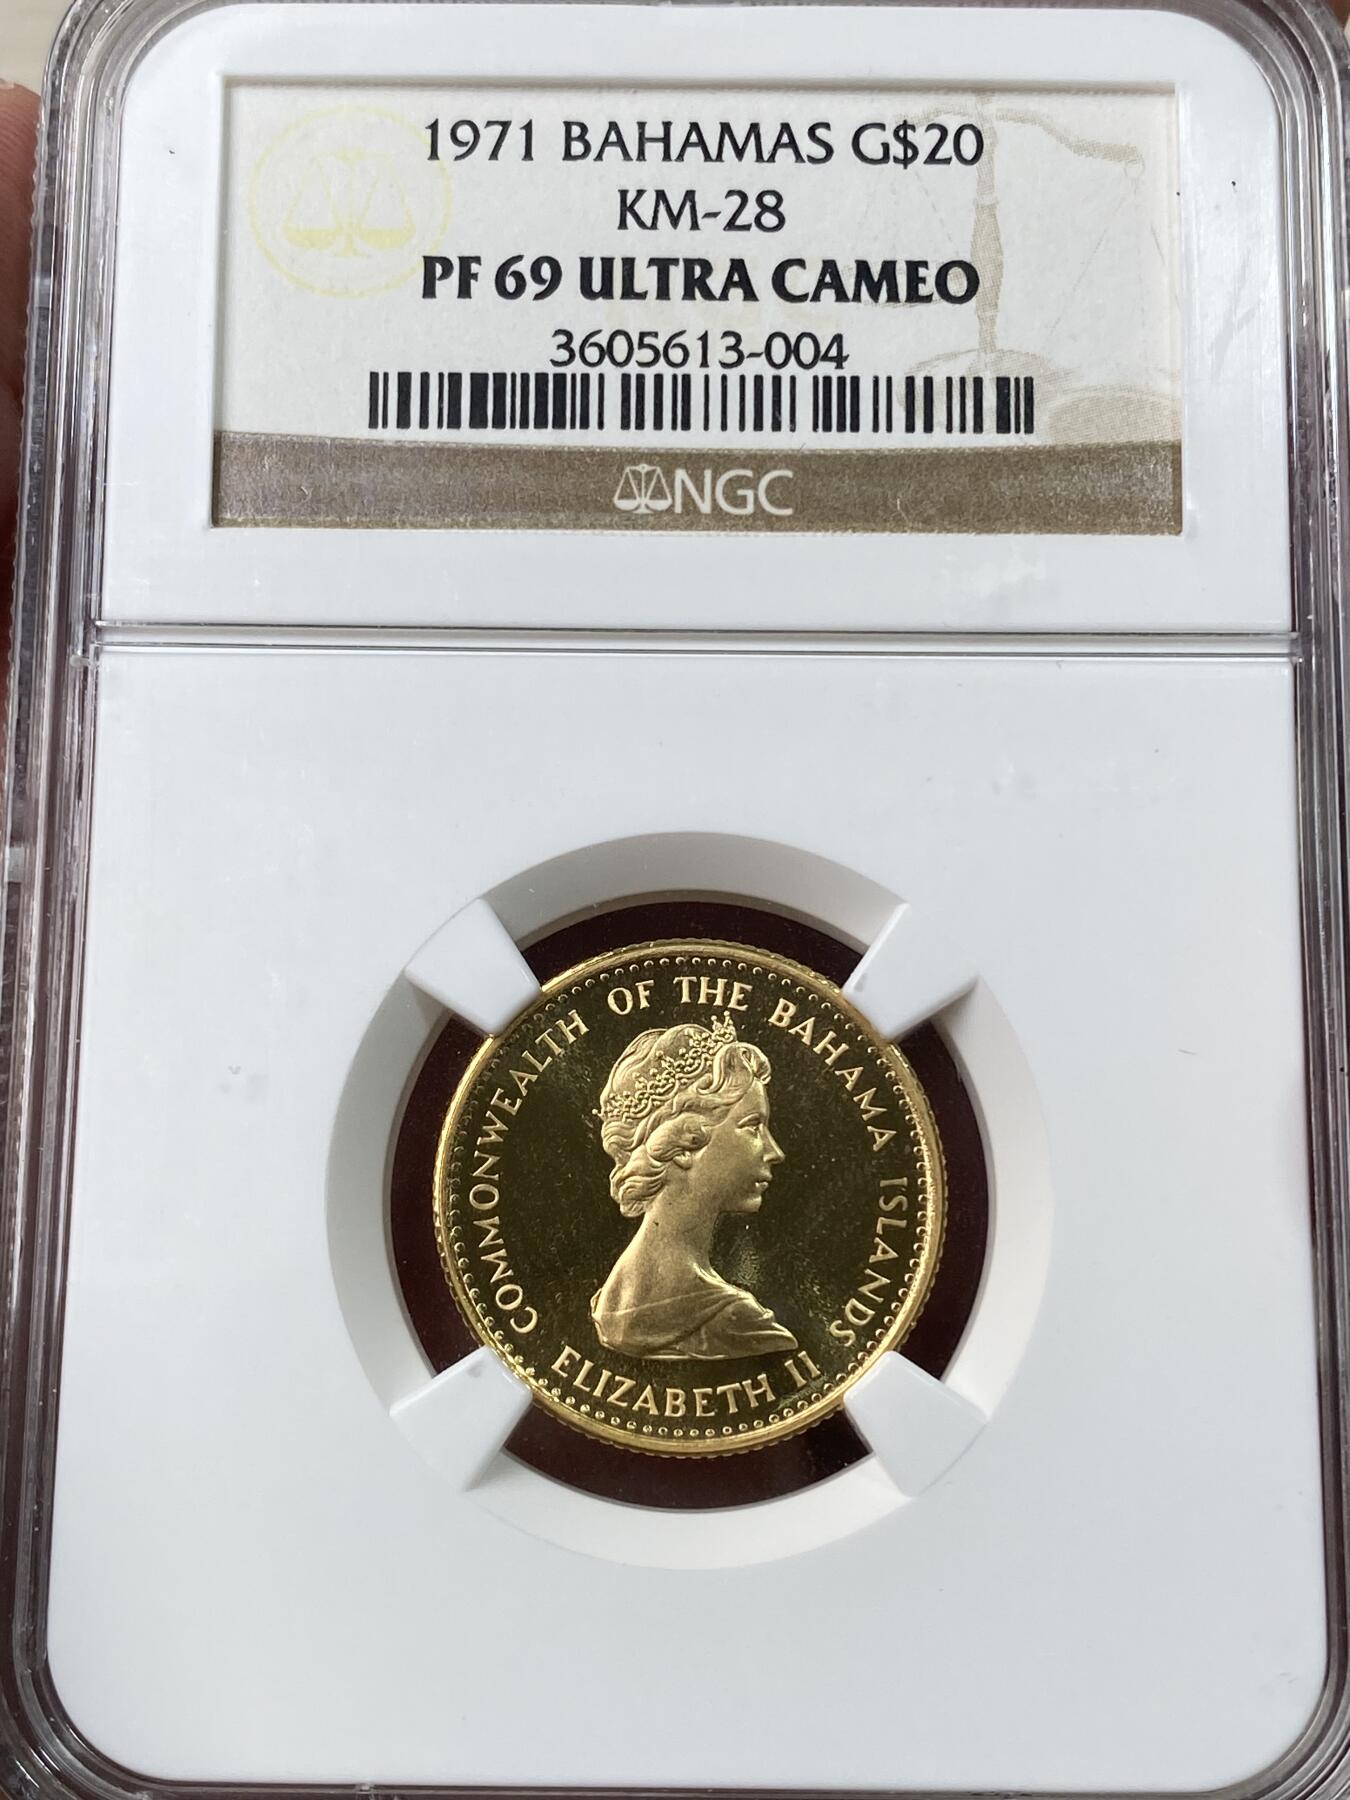 1971 BAHAMAS G$20
KM-28
PF 69 ULTRA CAMEO
3605613-004
NGC
COMMONWEALTH OF THE BAHAMA ISLANDS
ELIZABETH II